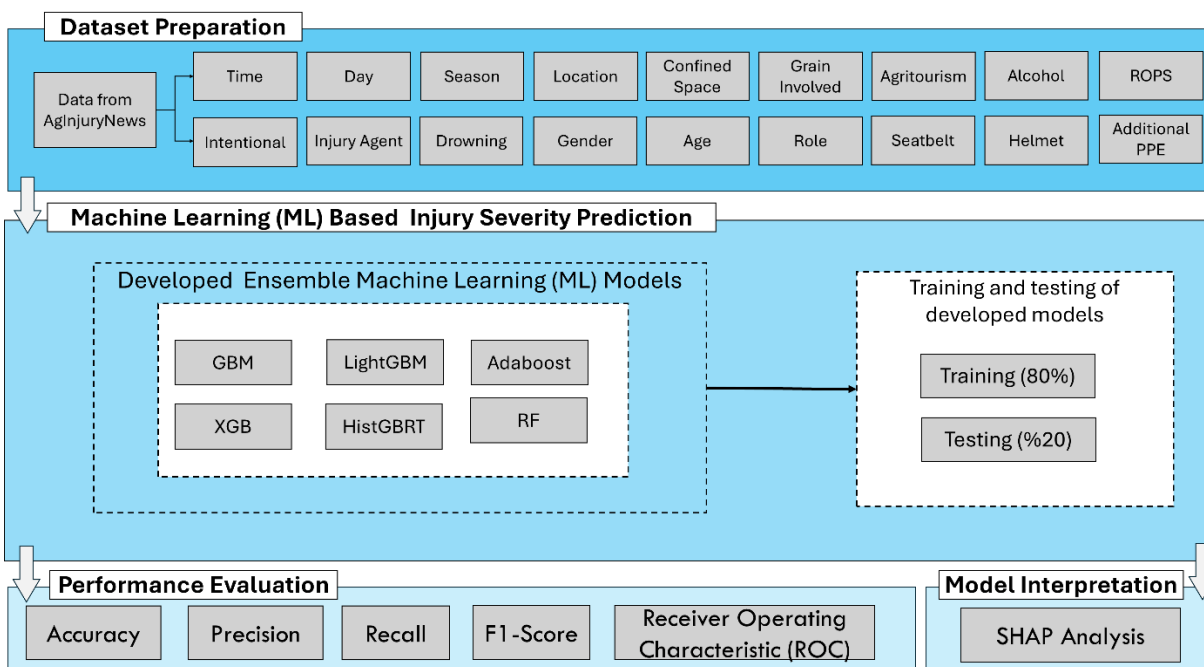 Dataset Preparation
Data from
AgInjuryNews
Time
Day
Season
Location
Confined
Space
Grain
Involved
Agritourism
Alcohol
ROPS
Intentional
Injury Agent
Drowning
Gender
Age
Role
Seatbelt
Helmet
Additional
PPE
Machine Learning (ML) Based Injury Severity Prediction
Developed Ensemble Machine Learning (ML) Models
GBM
LightGBM
Adaboost
XGB
HistGBRT
RF
Training and testing of
developed models
Training (80%)
Testing (%20)
Performance Evaluation
Accuracy
Precision
Recall
F1-Score
Receiver Operating
Characteristic (ROC)
Model Interpretation
SHAP Analysis